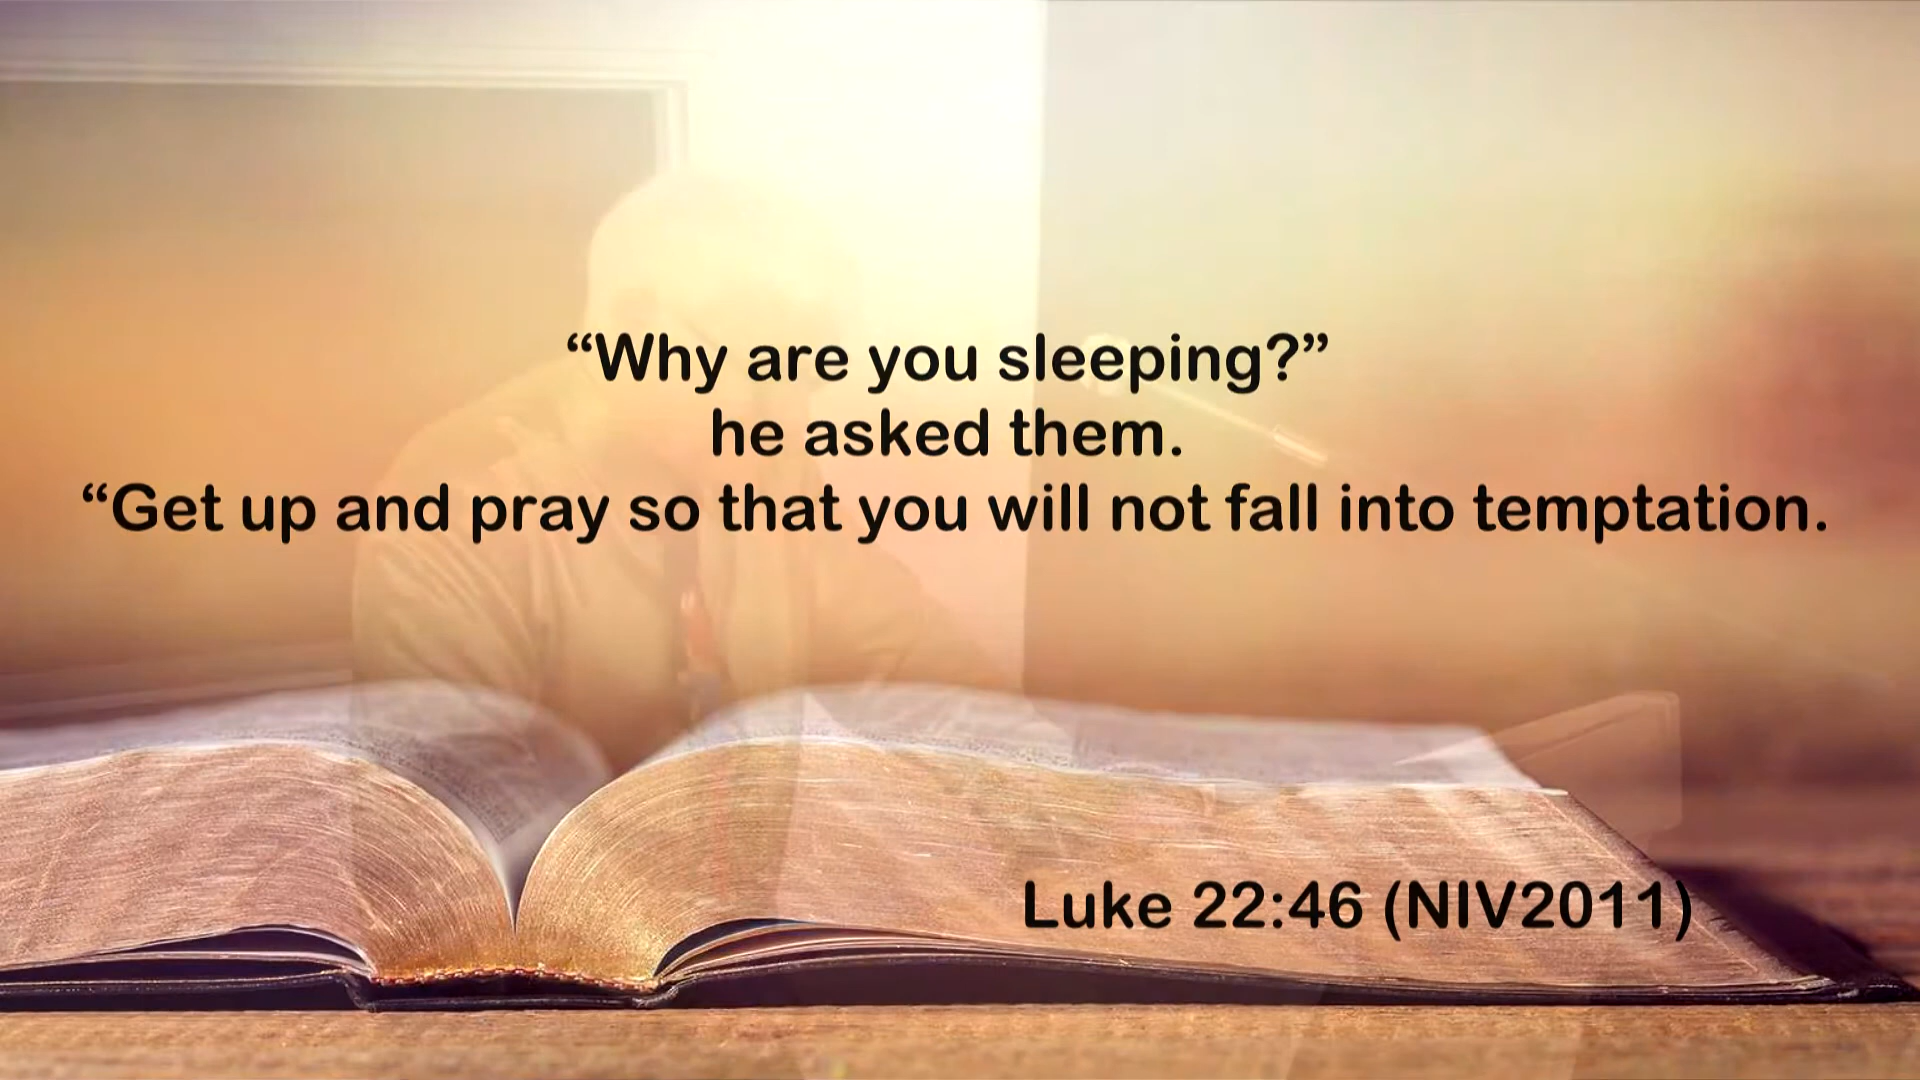 “Why are you sleeping?”
he asked them.
“Get up and pray so that you will not fall into temptation.
Luke 22:46 (NIV2011)